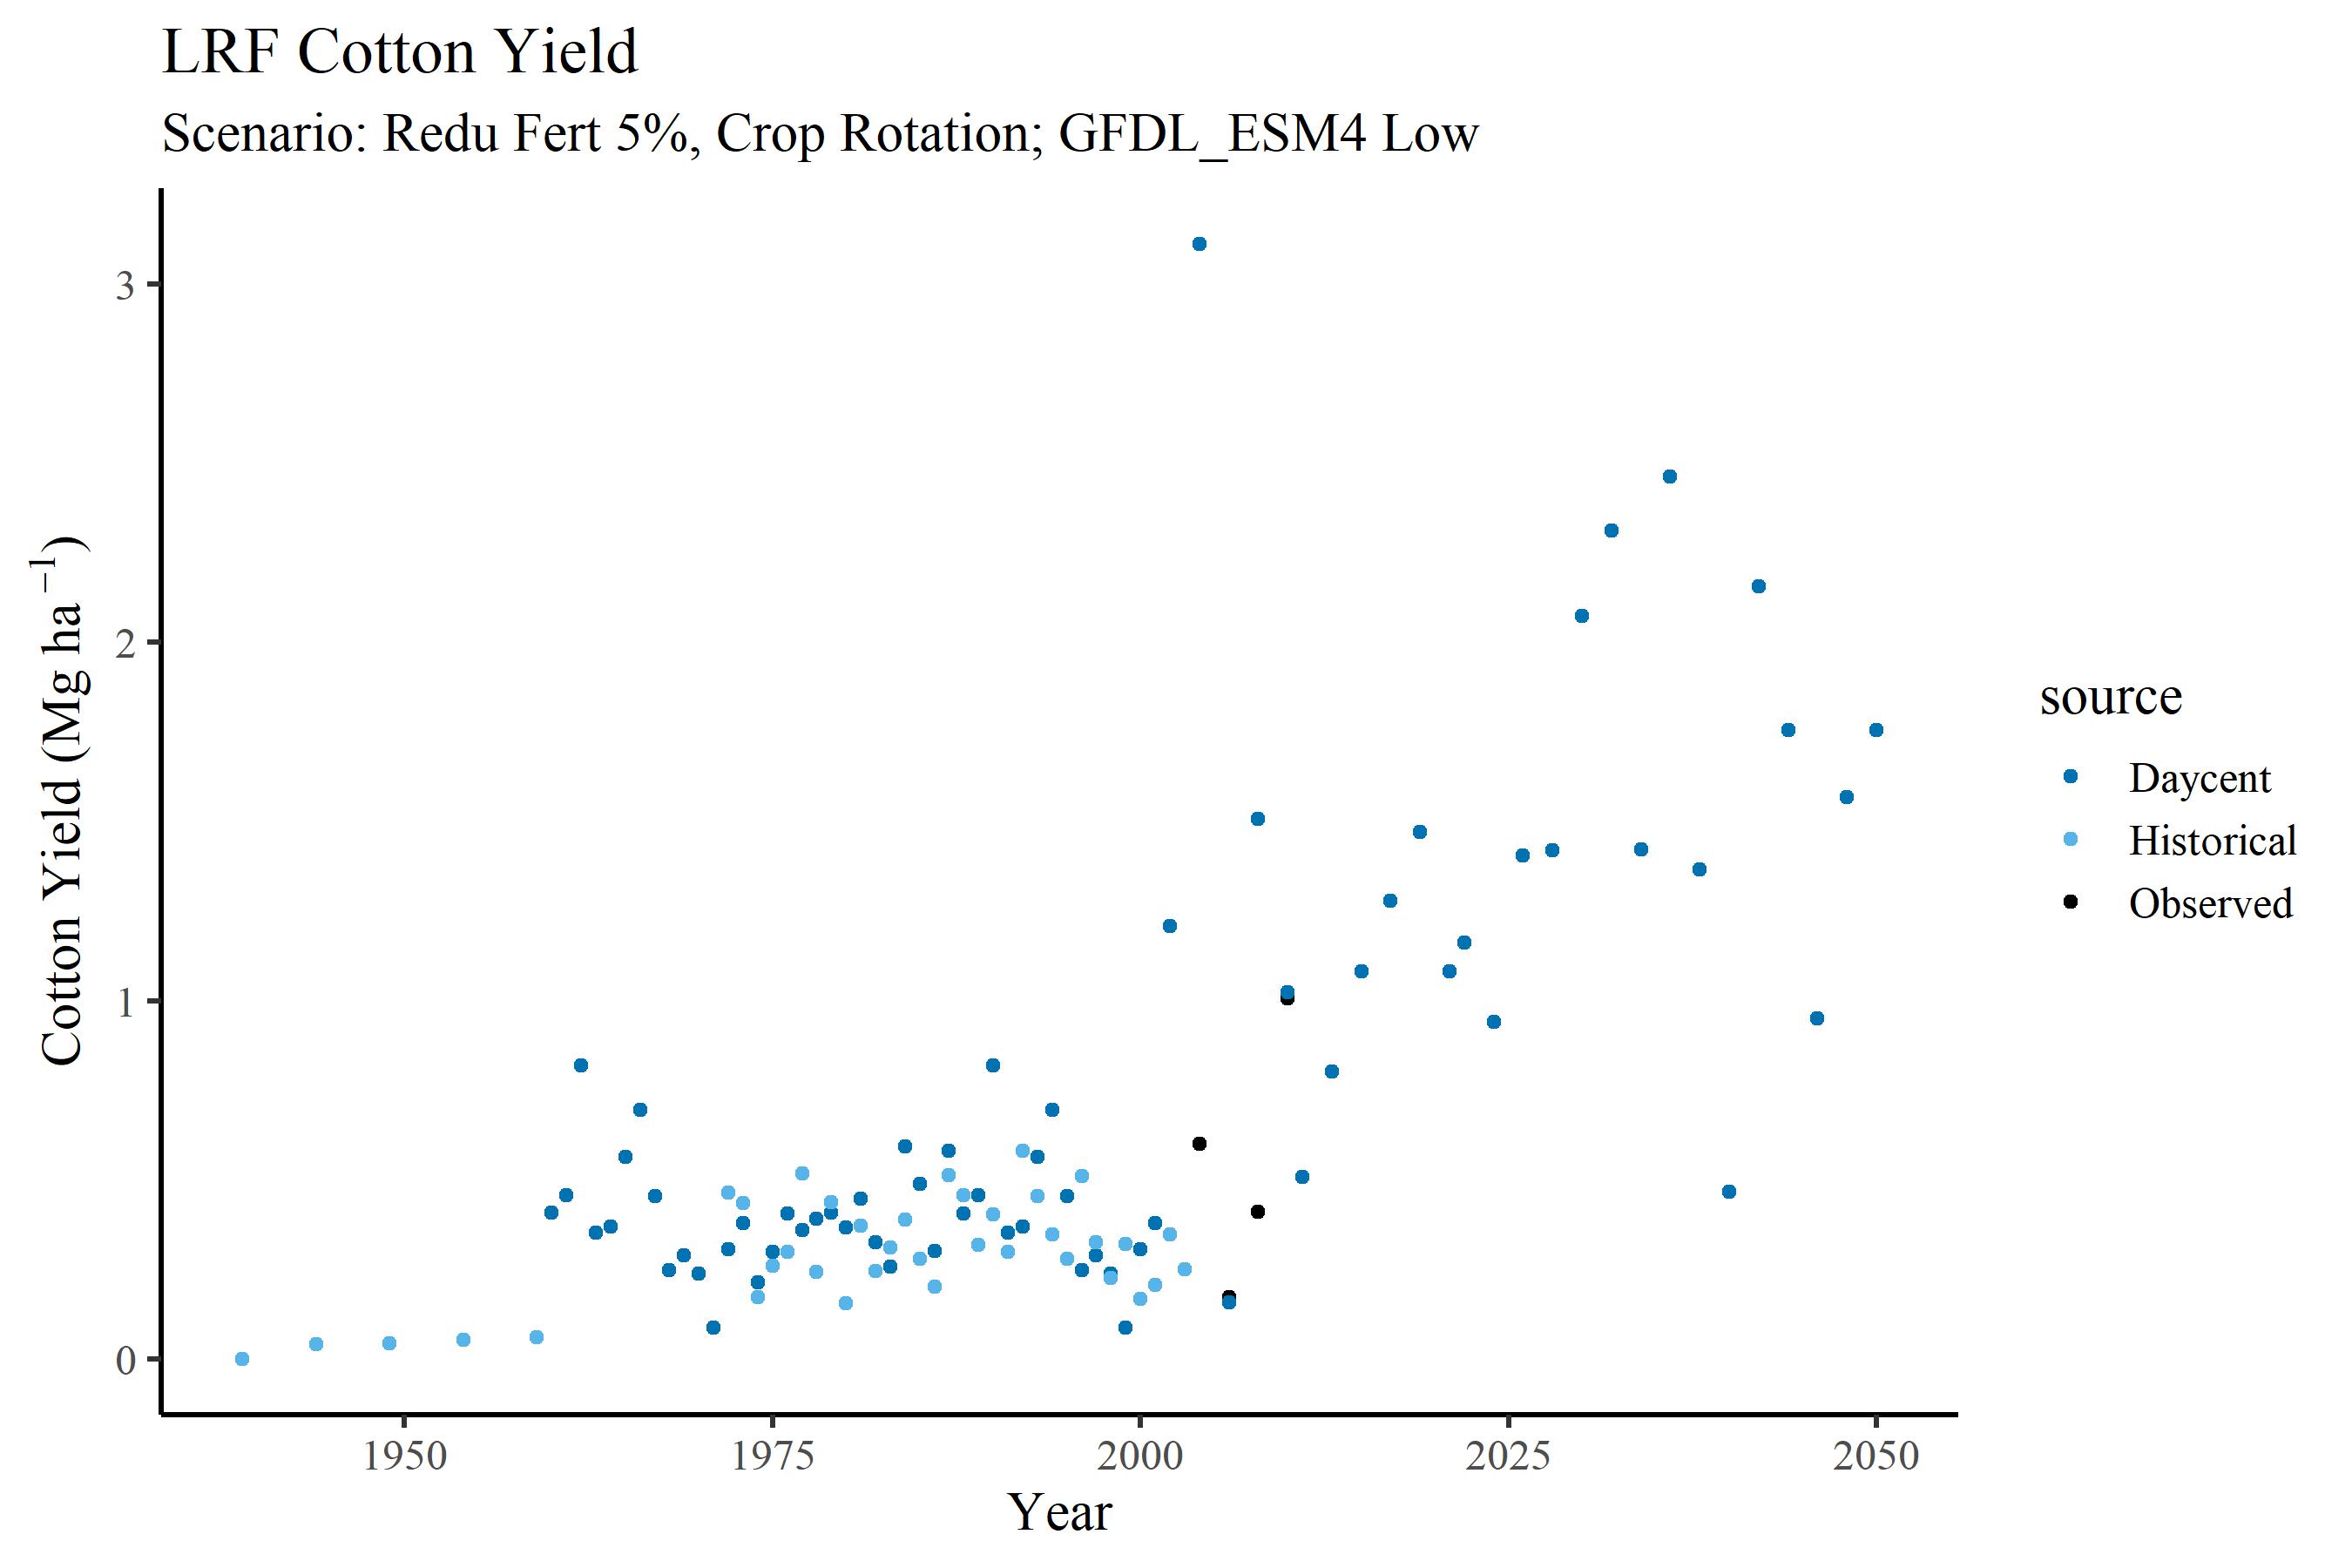 LRF Cotton Yield
Scenario: Redu Fert 5%, Crop Rotation; GFDL_ESM4 Low
Cotton Yield (Mg ha⁻¹)
3
2
1
0
1950
1975
2000
2025
2050
Year
source
Daycent
Historical
Observed